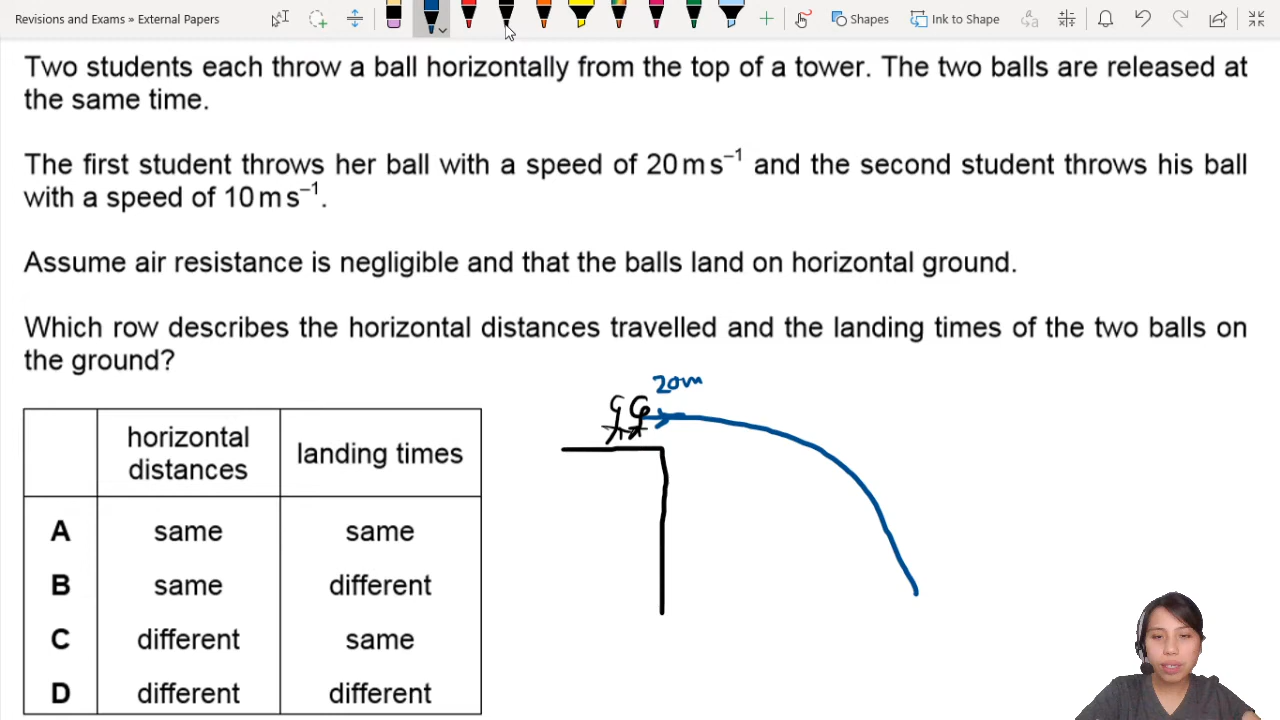 Revisions and Exams » External Papers
Shapes
Ink to Shape
Two students each throw a ball horizontally from the top of a tower. The two balls are released at
the same time.
The first student throws her ball with a speed of 20 m s⁻¹ and the second student throws his ball
with a speed of 10 m s⁻¹.
Assume air resistance is negligible and that the balls land on horizontal ground.
Which row describes the horizontal distances travelled and the landing times of the two balls on
the ground?
20m
horizontal distances landing times
A same same
B same different
C different same
D different different